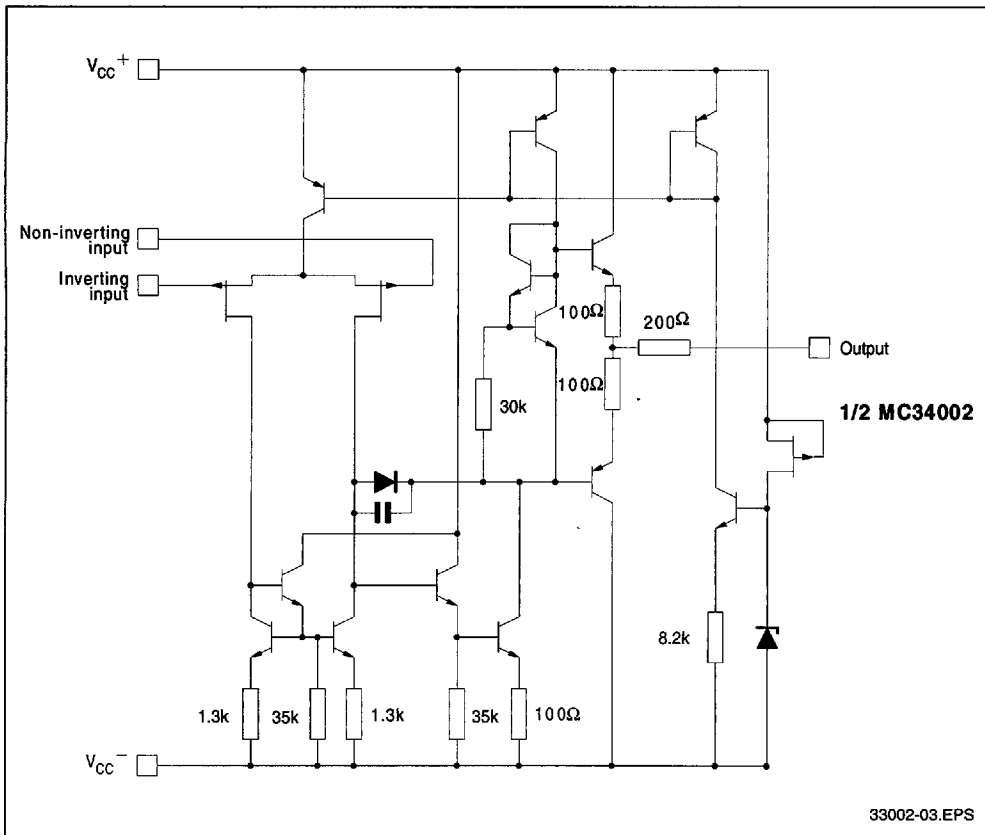 VCC+
Non-inverting
input
Inverting
input
100Ω
200Ω
Output
100Ω
30k
1/2 MC34002
8.2k
1.3k
35k
1.3k
35k
100Ω
VCC−
33002-03.EPS